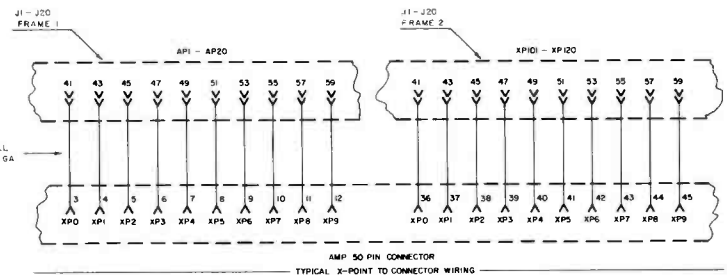 J1-J20
FRAME 1
J1-J20
FRAME 2
AP1 - AP20
XP101 - XP120
41 43 45 47 49 51 53 55 57 59
41 43 45 47 49 51 53 55 57 59
GA
3 4 5 6 7 8 9 10 11 12
36 37 38 39 40 41 42 43 44 45
XP0 XP1 XP2 XP3 XP4 XP5 XP6 XP7 XP8 XP9
XP0 XP1 XP2 XP3 XP4 XP5 XP6 XP7 XP8 XP9
AMP 50 PIN CONNECTOR
TYPICAL X-POINT TO CONNECTOR WIRING